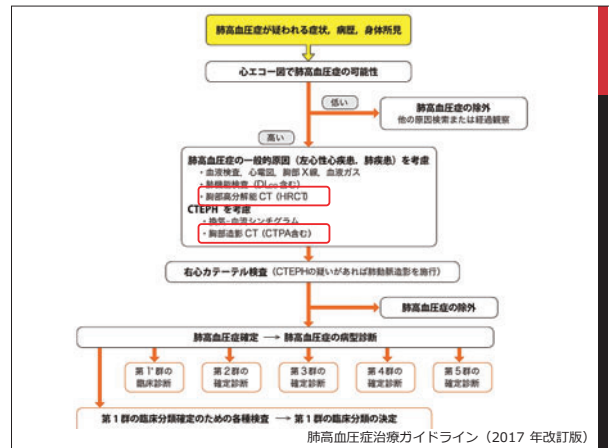 肺高血圧症が疑われる症状，病歴，身体所見
心エコー図で肺高血圧症の可能性
低い
肺高血圧症の除外
他の原因検索または経過観察
高い
肺高血圧症の一般的原因（左心性心疾患，肺疾患）を考慮
・血液検査，心電図，胸部X線，血液ガス
・肺機能検査（DLco含む）
・胸部高分解能CT（HRCT）
CTEPHを考慮
・換気-血流シンチグラム
・胸部造影CT（CTPA含む）
右心カテーテル検査（CTEPHの疑いがあれば肺動脈造影を施行）
肺高血圧症の除外
肺高血圧症確定 → 肺高血圧症の病型診断
第1群の
臨床診断
第2群の
確定診断
第3群の
確定診断
第4群の
確定診断
第5群の
確定診断
第1群の臨床分類確定のための各種検査 → 第1群の臨床分類の決定
肺高血圧症治療ガイドライン（2017 年改訂版）